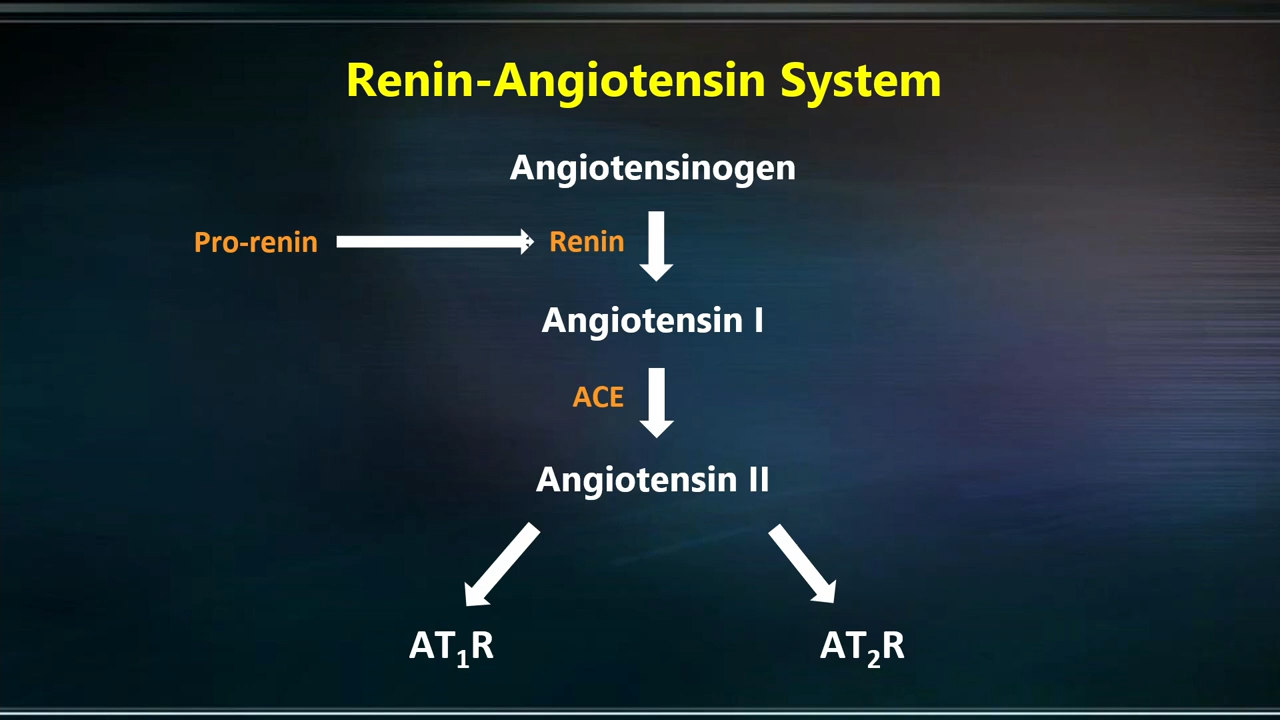 Renin-Angiotensin System
Angiotensinogen
Pro-renin
Renin
Angiotensin I
ACE
Angiotensin II
AT₁R
AT₂R